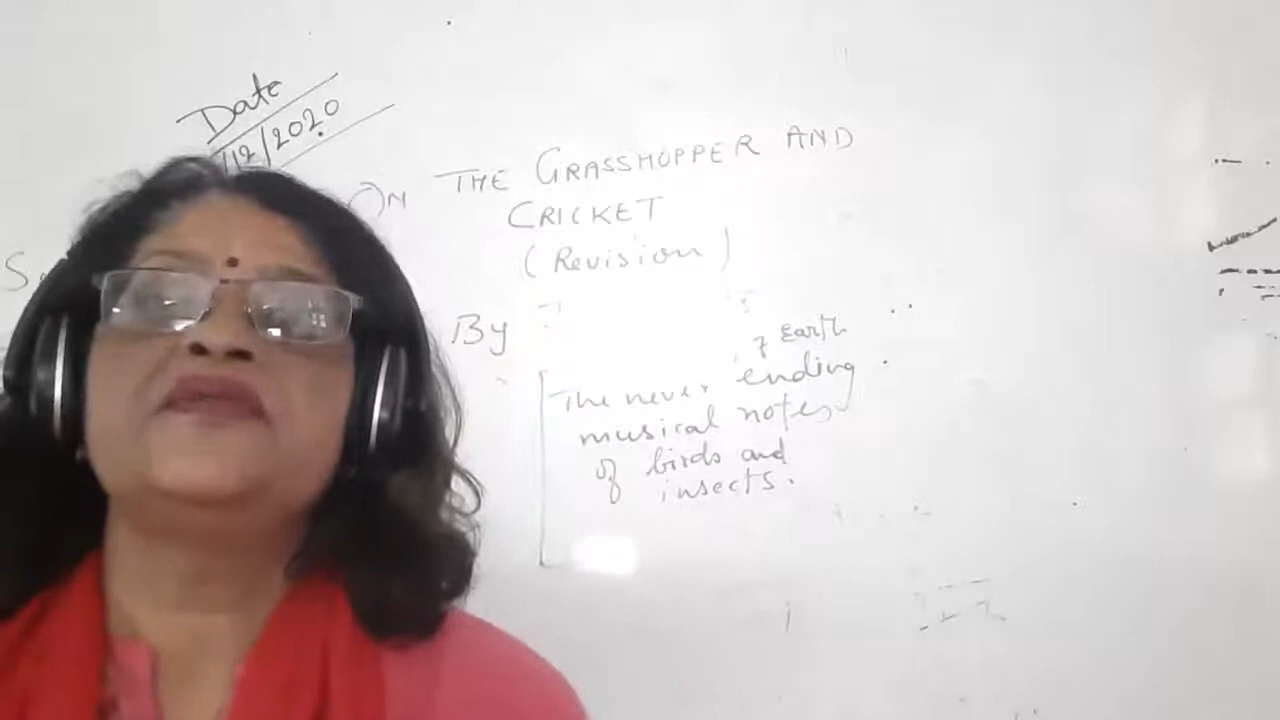 Date
/12/2020
On THE GRASSHOPPER AND
CRICKET
(Revision)
By
of Earth
The never ending
musical notes
of birds and
insects.